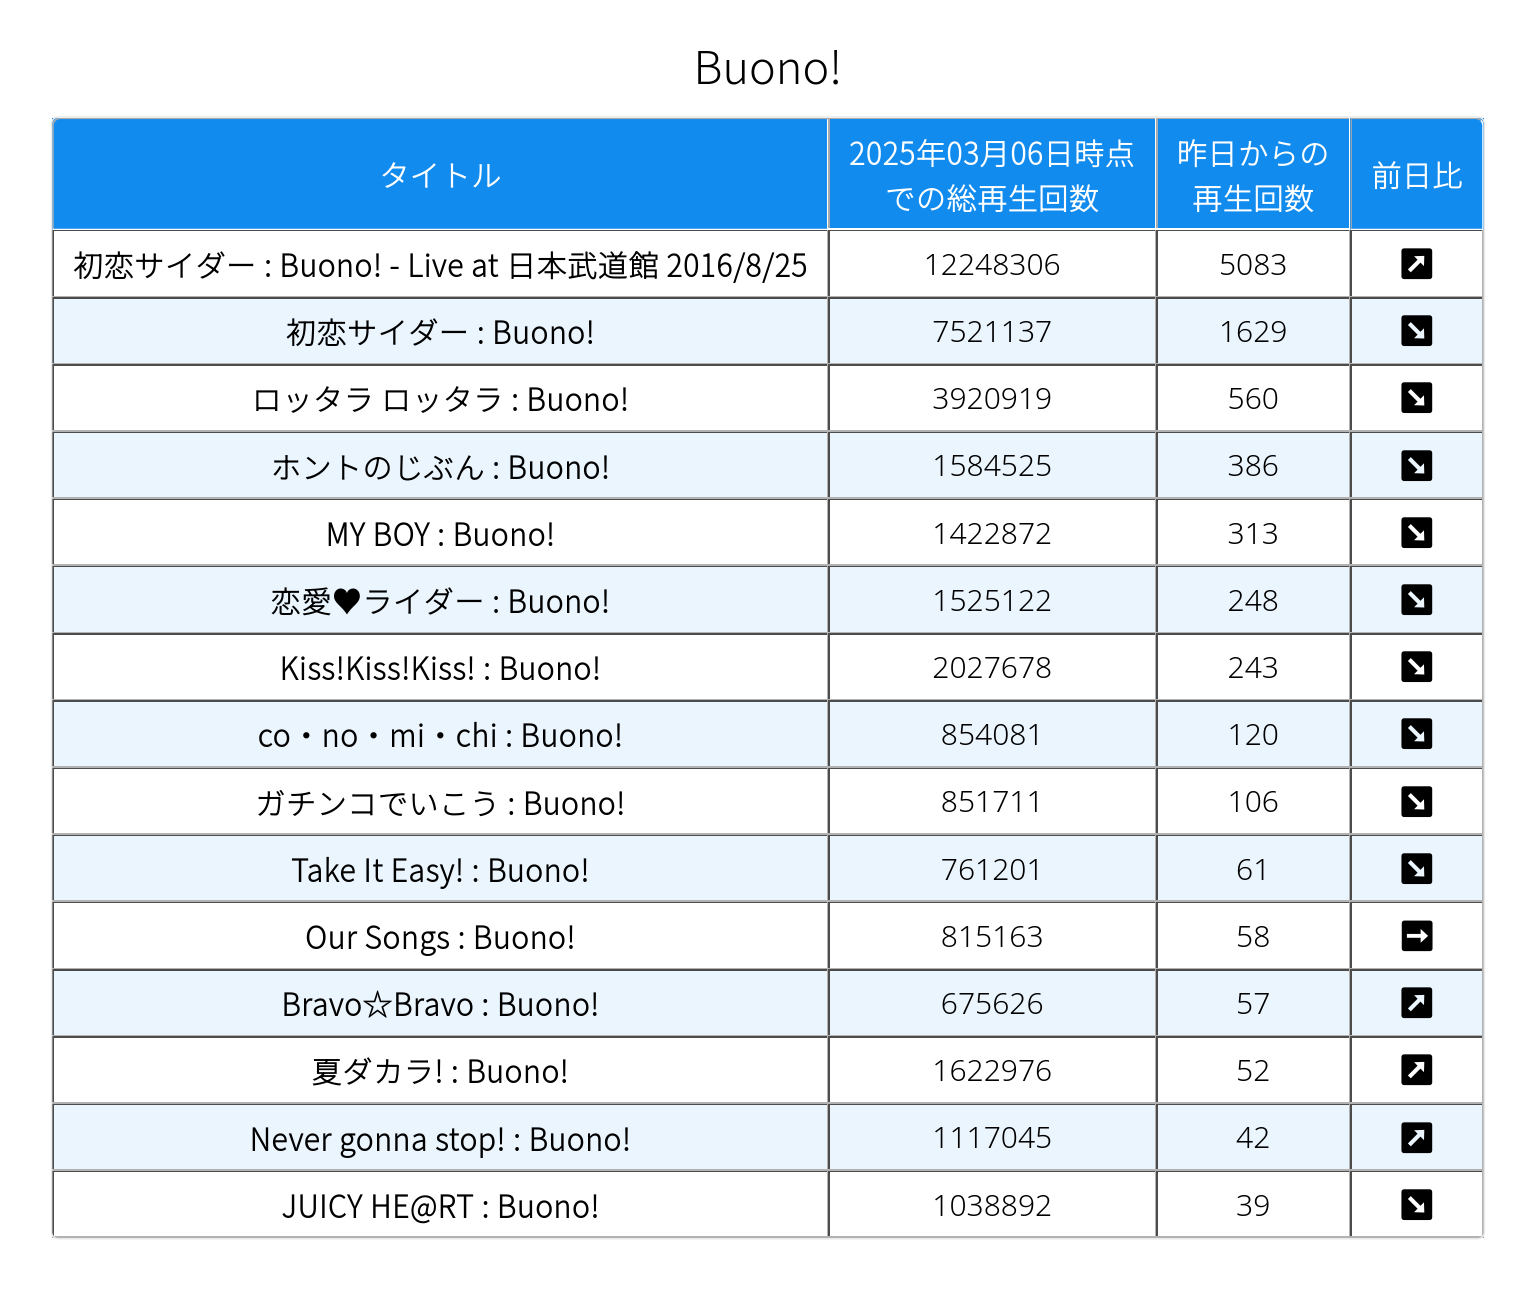 Buono!
タイトル 2025年03月06日時点 昨日からの 前日比
での総再生回数 再生回数
初恋サイダー : Buono! - Live at 日本武道館 2016/8/25 12248306 5083 ↗
初恋サイダー : Buono! 7521137 1629 ↘
ロッタラ ロッタラ : Buono! 3920919 560 ↘
ホントのじぶん : Buono! 1584525 386 ↘
MY BOY : Buono! 1422872 313 ↘
恋愛♥ライダー : Buono! 1525122 248 ↘
Kiss!Kiss!Kiss! : Buono! 2027678 243 ↘
co・no・mi・chi : Buono! 854081 120 ↘
ガチンコでいこう : Buono! 851711 106 ↘
Take It Easy! : Buono! 761201 61 ↘
Our Songs : Buono! 815163 58 →
Bravo☆Bravo : Buono! 675626 57 ↗
夏ダカラ! : Buono! 1622976 52 ↗
Never gonna stop! : Buono! 1117045 42 ↗
JUICY HE@RT : Buono! 1038892 39 ↘